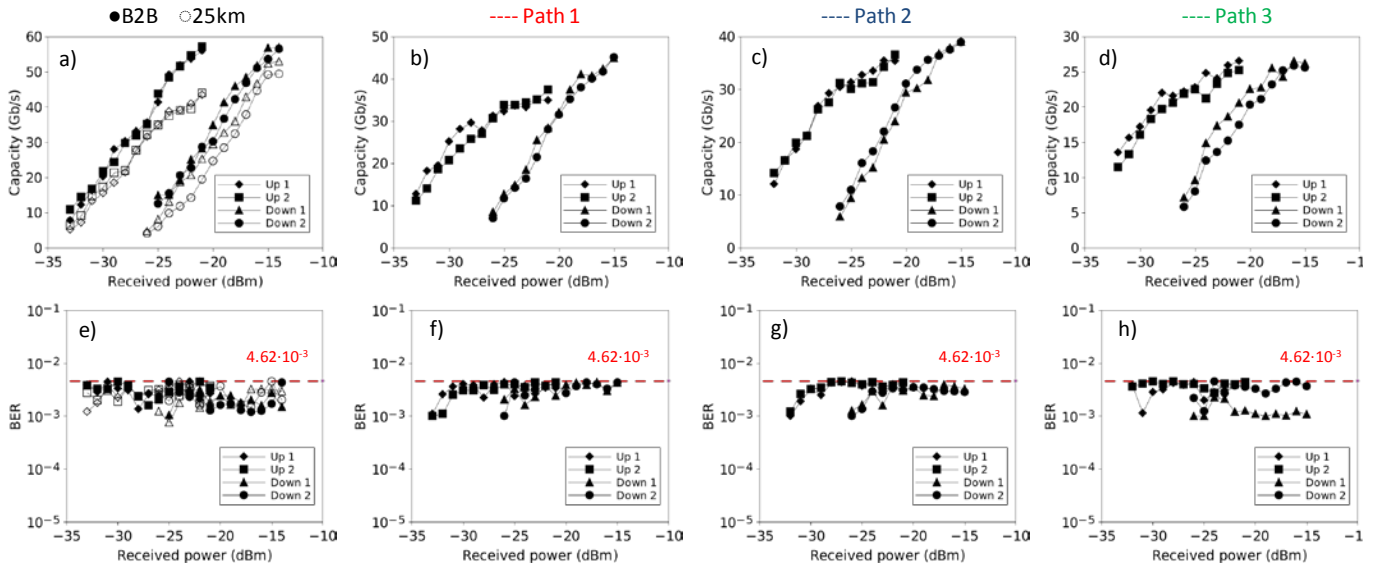 ●B2B ◌25km
---- Path 1
---- Path 2
---- Path 3
a)
Capacity (Gb/s)
60
50
40
30
20
10
0
−35 −30 −25 −20 −15 −10
Received power (dBm)
Up 1
Up 2
Down 1
Down 2
b)
Capacity (Gb/s)
50
40
30
20
10
0
−35 −30 −25 −20 −15 −10
Received power (dBm)
Up 1
Up 2
Down 1
Down 2
c)
Capacity (Gb/s)
40
30
20
10
0
−35 −30 −25 −20 −15 −10
Received power (dBm)
Up 1
Up 2
Down 1
Down 2
d)
Capacity (Gb/s)
30
25
20
15
10
5
0
−35 −30 −25 −20 −15 −1
Received power (dBm)
Up 1
Up 2
Down 1
Down 2
e)
4.62·10⁻³
BER
10⁻¹
10⁻²
10⁻³
10⁻⁴
10⁻⁵
−35 −30 −25 −20 −15 −10
Received power (dBm)
Up 1
Up 2
Down 1
Down 2
f)
4.62·10⁻³
BER
10⁻¹
10⁻²
10⁻³
10⁻⁴
10⁻⁵
−35 −30 −25 −20 −15 −10
Received power (dBm)
Up 1
Up 2
Down 1
Down 2
g)
4.62·10⁻³
BER
10⁻¹
10⁻²
10⁻³
10⁻⁴
10⁻⁵
−35 −30 −25 −20 −15 −10
Received power (dBm)
Up 1
Up 2
Down 1
Down 2
h)
4.62·10⁻³
BER
10⁻¹
10⁻²
10⁻³
10⁻⁴
10⁻⁵
−35 −30 −25 −20 −15 −1
Received power (dBm)
Up 1
Up 2
Down 1
Down 2